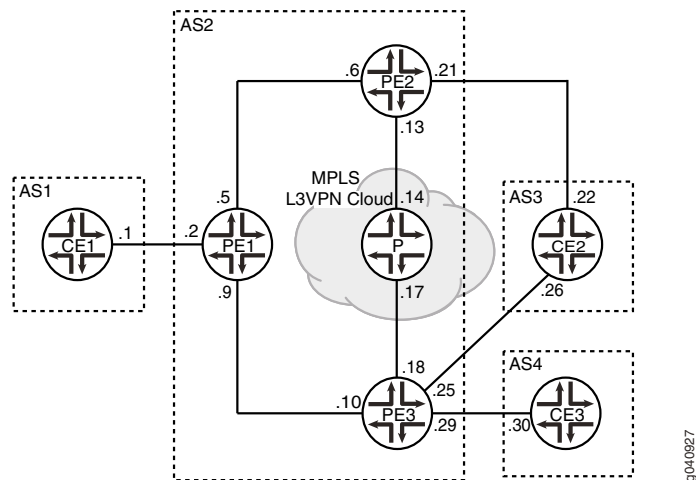 AS2
.6
PE2
.21
.13
MPLS
L3VPN Cloud
.14
AS1
CE1
.1
.2
.5
PE1
.9
P
.17
AS3
.22
CE2
.26
.18
.25
.10
PE3
.29
AS4
.30
CE3
g040927